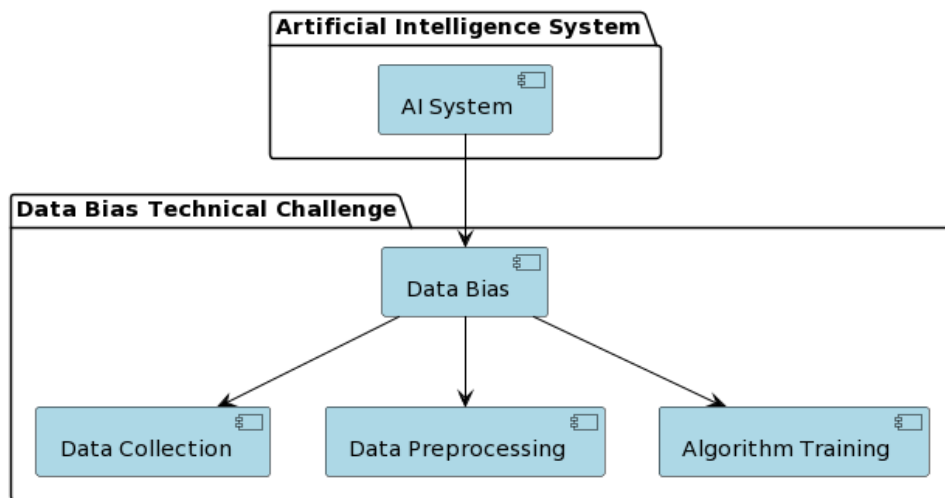 Artificial Intelligence System
AI System
Data Bias Technical Challenge
Data Bias
Data Collection
Data Preprocessing
Algorithm Training